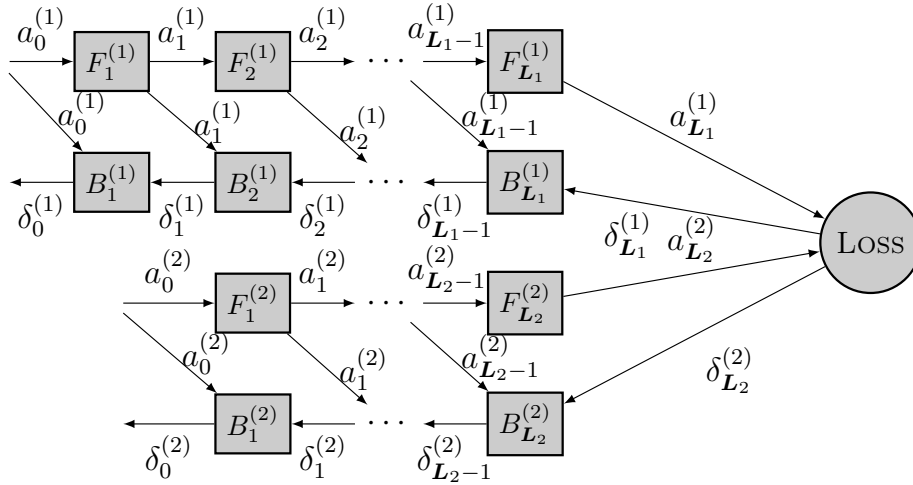 a_0^{(1)} a_1^{(1)} a_2^{(1)} a_{L_1-1}^{(1)}
F_1^{(1)} F_2^{(1)} · · · F_{L_1}^{(1)}
a_0^{(1)} a_1^{(1)} a_2^{(1)} a_{L_1-1}^{(1)} a_{L_1}^{(1)}
B_1^{(1)} B_2^{(1)} · · · B_{L_1}^{(1)}
δ_0^{(1)} δ_1^{(1)} δ_2^{(1)} δ_{L_1-1}^{(1)} δ_{L_1}^{(1)} a_{L_2}^{(2)}
Loss
a_0^{(2)} a_1^{(2)} a_{L_2-1}^{(2)}
F_1^{(2)} · · · F_{L_2}^{(2)}
a_0^{(2)} a_1^{(2)} a_{L_2-1}^{(2)} δ_{L_2}^{(2)}
B_1^{(2)} · · · B_{L_2}^{(2)}
δ_0^{(2)} δ_1^{(2)} δ_{L_2-1}^{(2)}